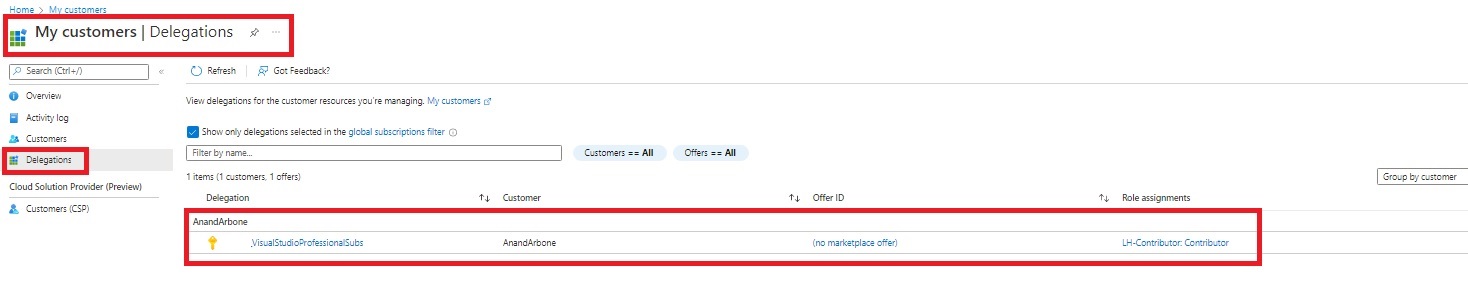 Home > My customers
My customers | Delegations ...
Search (Ctrl+/) «
Overview
Activity log
Customers
Delegations
Cloud Solution Provider (Preview)
Customers (CSP)
Refresh Got Feedback?
View delegations for the customer resources you're managing. My customers
Show only delegations selected in the global subscriptions filter
Filter by name... Customers == All Offers == All
1 items (1 customers, 1 offers)
Group by customer
Delegation Customer Offer ID Role assignments
AnandArbone
_VisualStudioProfessionalSubs AnandArbone (no marketplace offer) LH-Contributor: Contributor